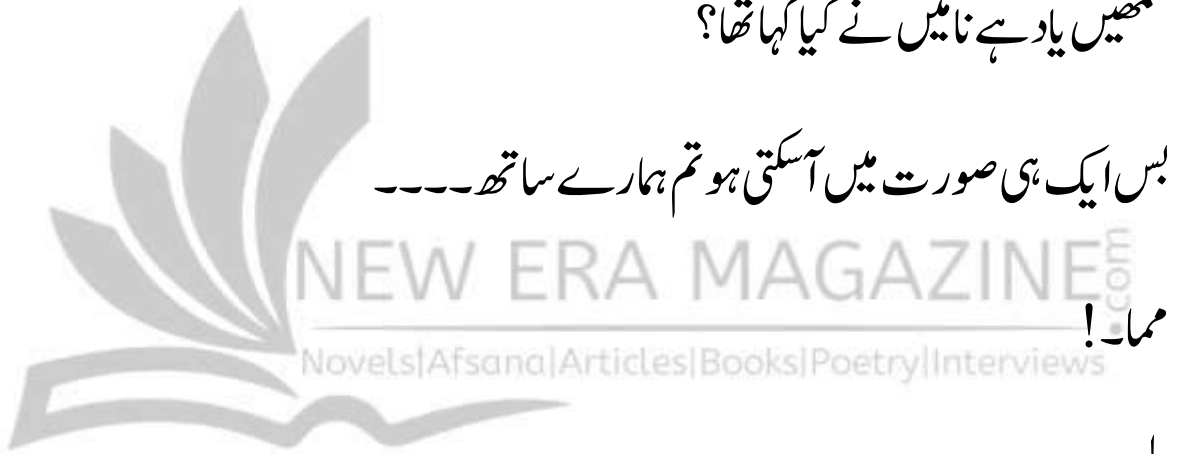 تمھیں یاد ہے نا میں نے کیا کہا تھا؟
بس ایک ہی صورت میں آسکتی ہو تم ہمارے ساتھ۔۔۔۔
NEW ERA MAGAZINE.com
مما۔!
Novels|Afsana|Articles|Books|Poetry|Interviews